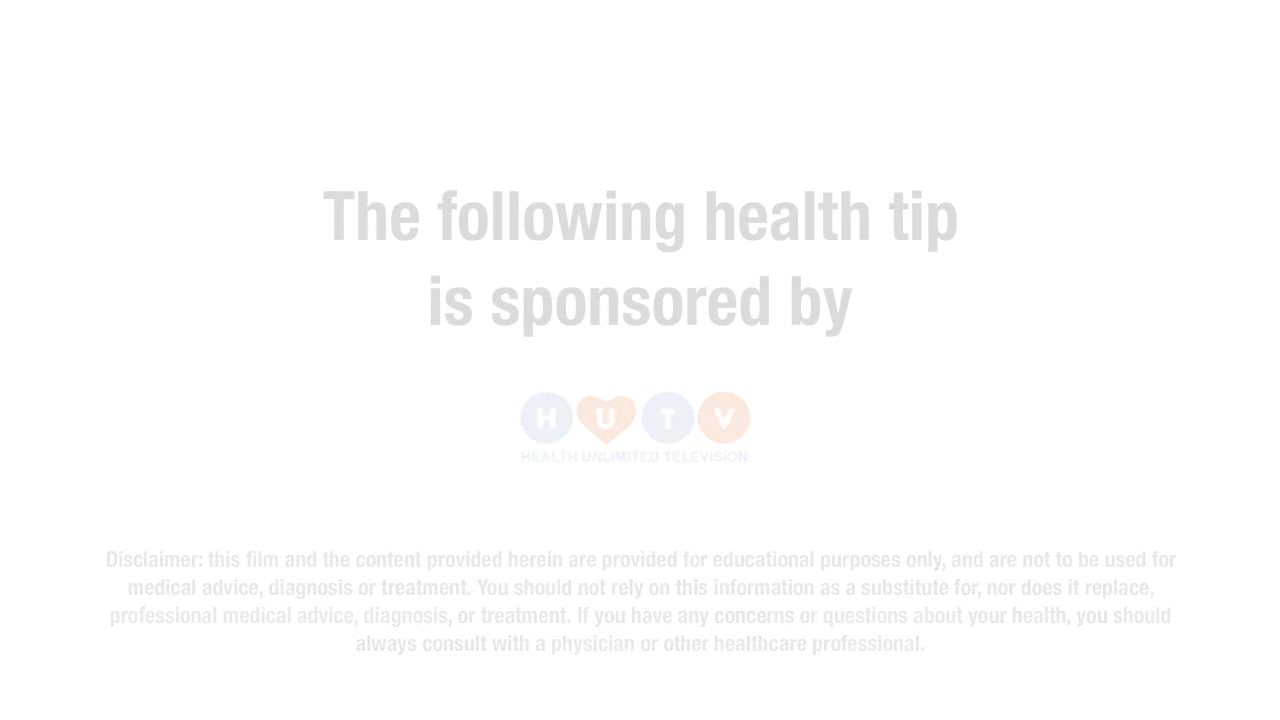 The following health tip
is sponsored by
H U T V
HEALTH UNLIMITED TELEVISION
Disclaimer: this film and the content provided herein are provided for educational purposes only, and are not to be used for
medical advice, diagnosis or treatment. You should not rely on this information as a substitute for, nor does it replace,
professional medical advice, diagnosis, or treatment. If you have any concerns or questions about your health, you should
always consult with a physician or other healthcare professional.